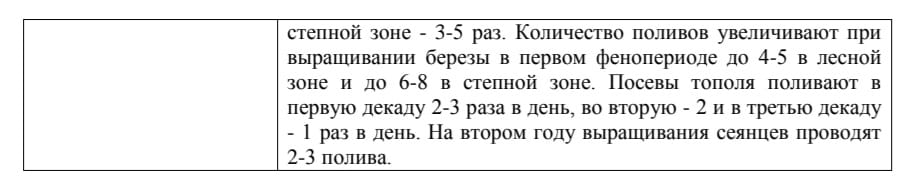 степной зоне - 3-5 раз. Количество поливов увеличивают при
выращивании березы в первом фенопериоде до 4-5 в лесной
зоне и до 6-8 в степной зоне. Посевы тополя поливают в
первую декаду 2-3 раза в день, во вторую - 2 и в третью декаду
- 1 раз в день. На втором году выращивания сеянцев проводят
2-3 полива.